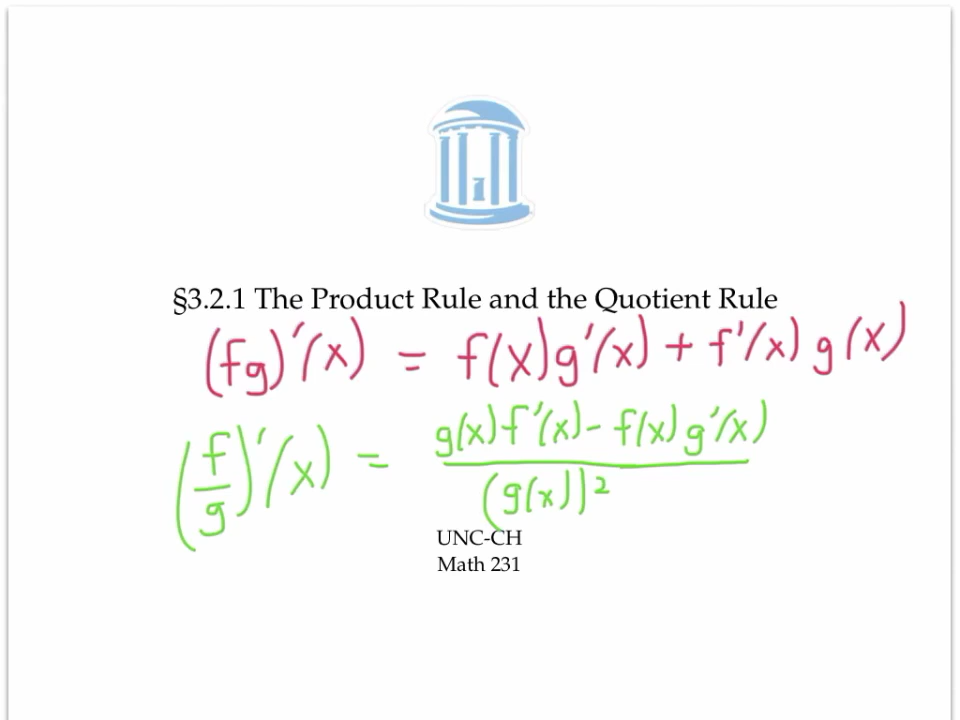 §3.2.1 The Product Rule and the Quotient Rule
(fg)'(x) = f(x)g'(x) + f'(x) g(x)
(f/g)'(x) = g(x)f'(x) - f(x)g'(x) / (g(x))²
UNC-CH
Math 231